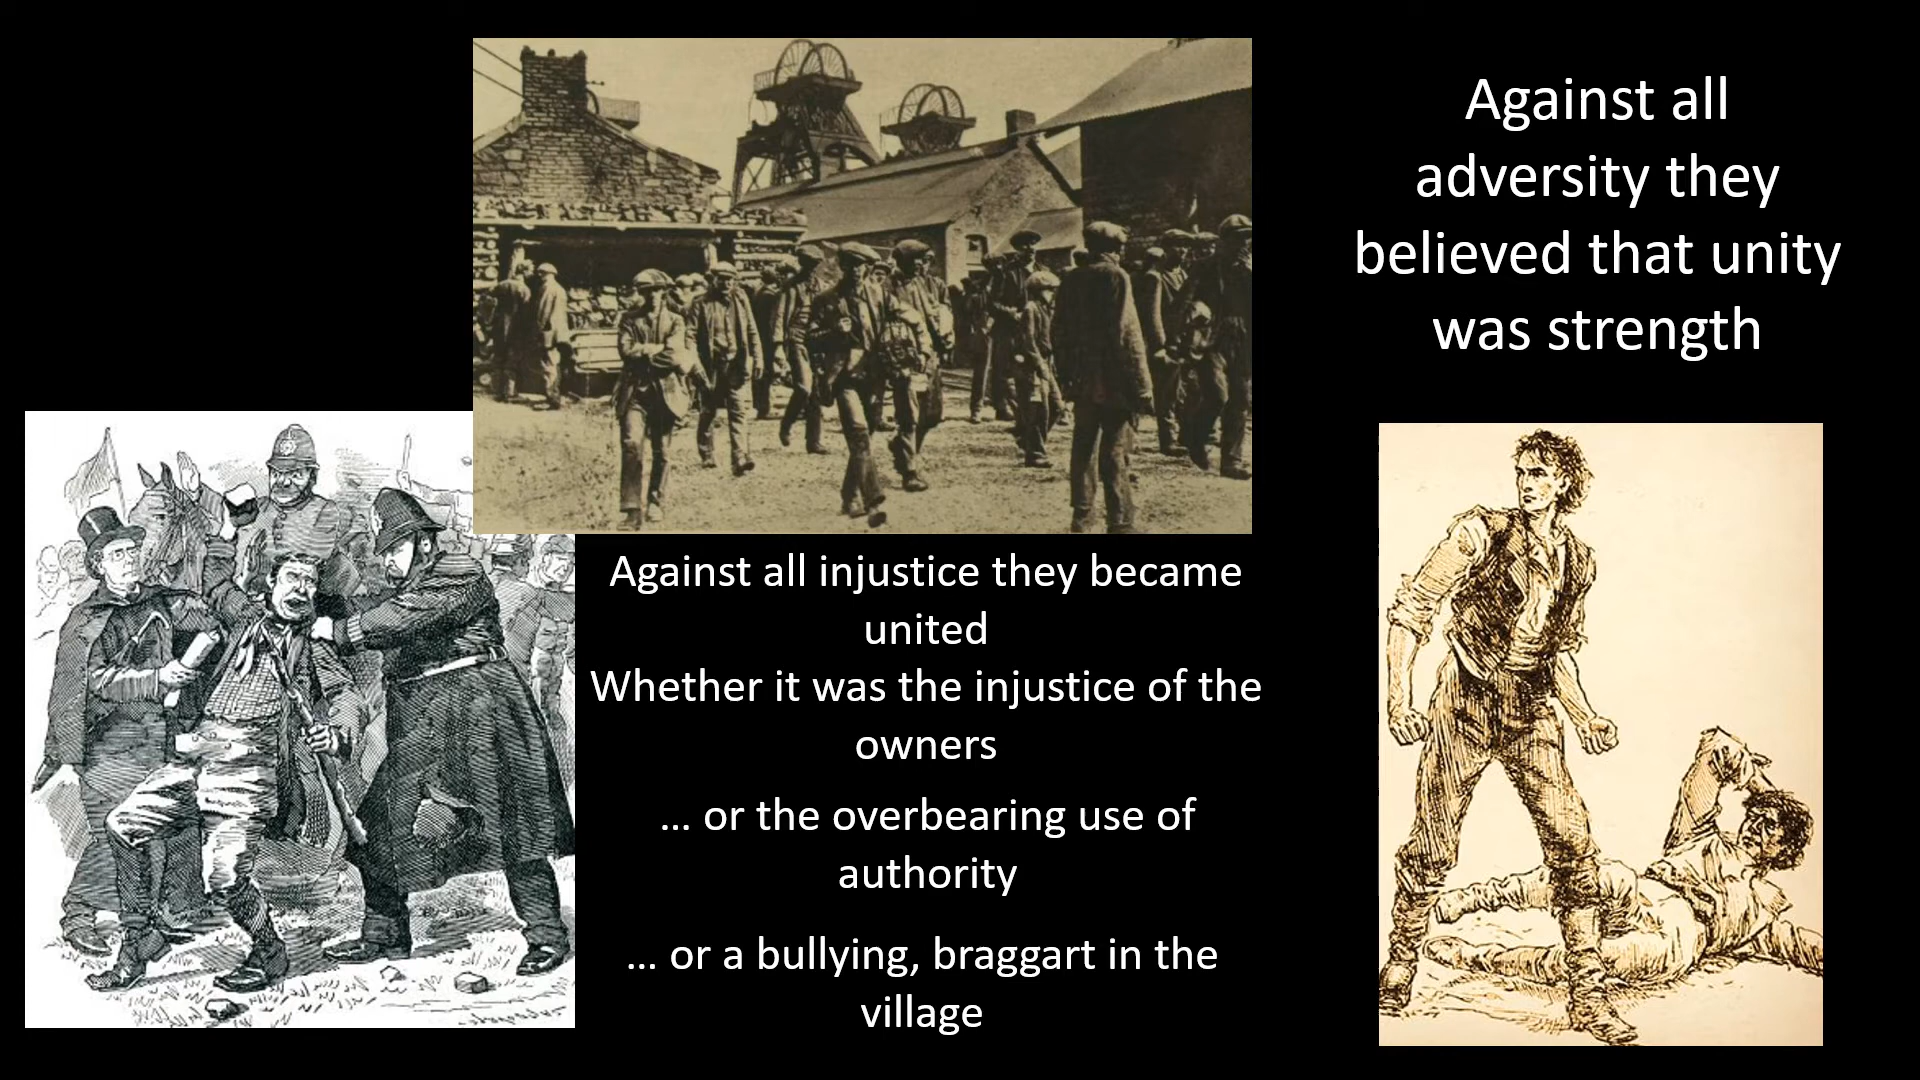 Against all
adversity they
believed that unity
was strength
Against all injustice they became
united
Whether it was the injustice of the
owners
... or the overbearing use of
authority
... or a bullying, braggart in the
village